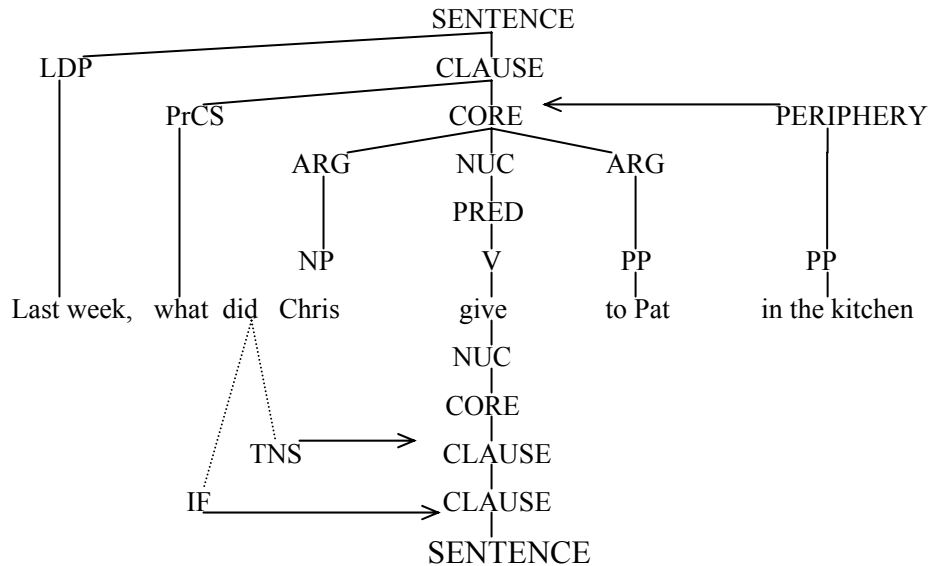 SENTENCE
LDP CLAUSE
PrCS CORE PERIPHERY
ARG NUC ARG
PRED
NP V PP PP
Last week, what did Chris give to Pat in the kitchen
NUC
CORE
TNS CLAUSE
IF CLAUSE
SENTENCE